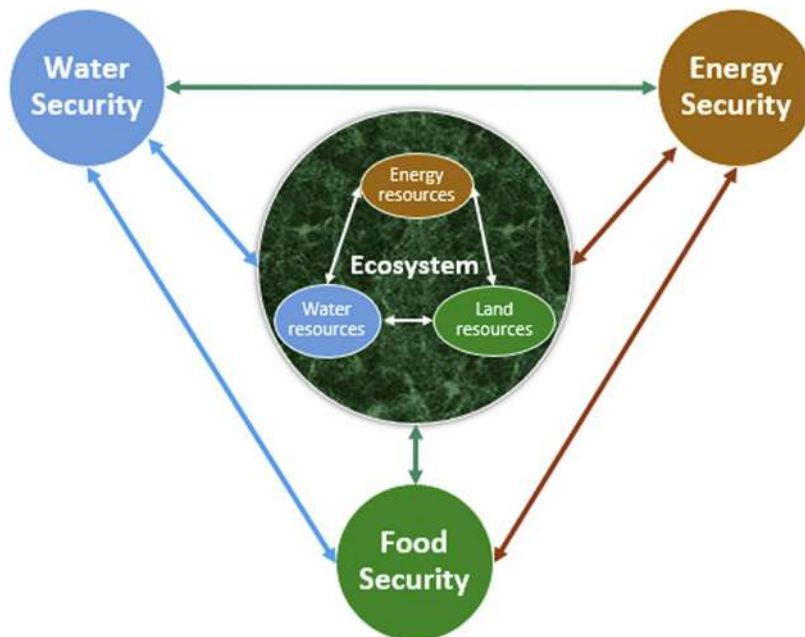 Water
Security
Energy
Security
Energy
resources
Ecosystem
Water
resources
Land
resources
Food
Security